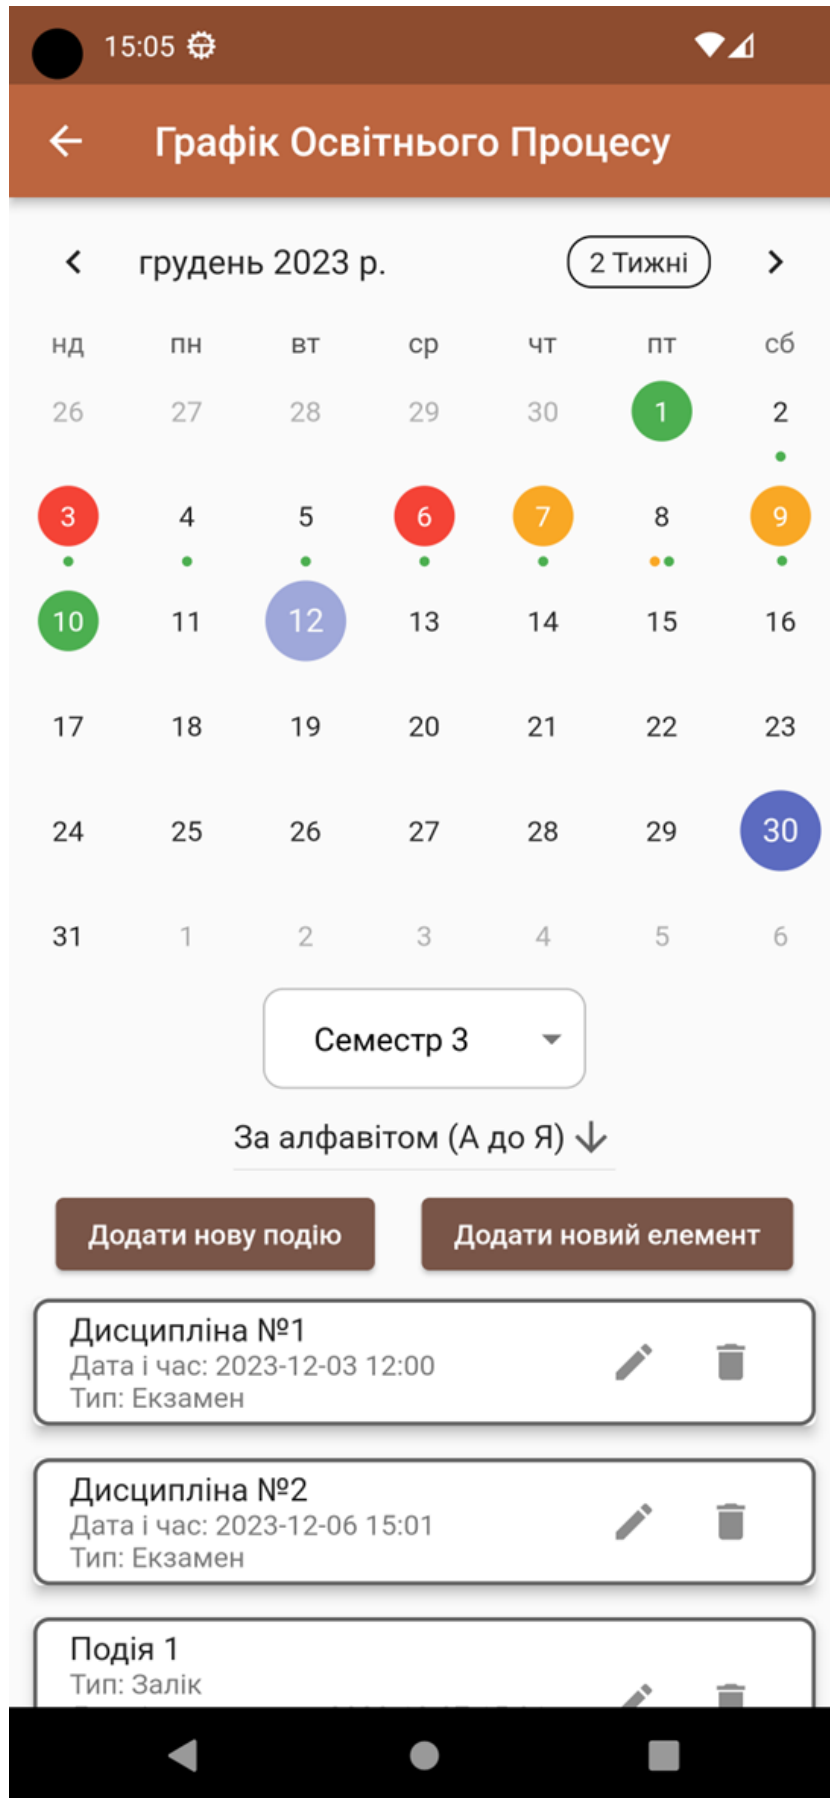 15:05
Графік Освітнього Процесу
грудень 2023 р.
2 Тижні
нд пн вт ср чт пт сб
26 27 28 29 30 1 2
3 4 5 6 7 8 9
10 11 12 13 14 15 16
17 18 19 20 21 22 23
24 25 26 27 28 29 30
31 1 2 3 4 5 6
Семестр 3
За алфавітом (А до Я)
Додати нову подію
Додати новий елемент
Дисципліна №1
Дата і час: 2023-12-03 12:00
Тип: Екзамен
Дисципліна №2
Дата і час: 2023-12-06 15:01
Тип: Екзамен
Подія 1
Тип: Залік